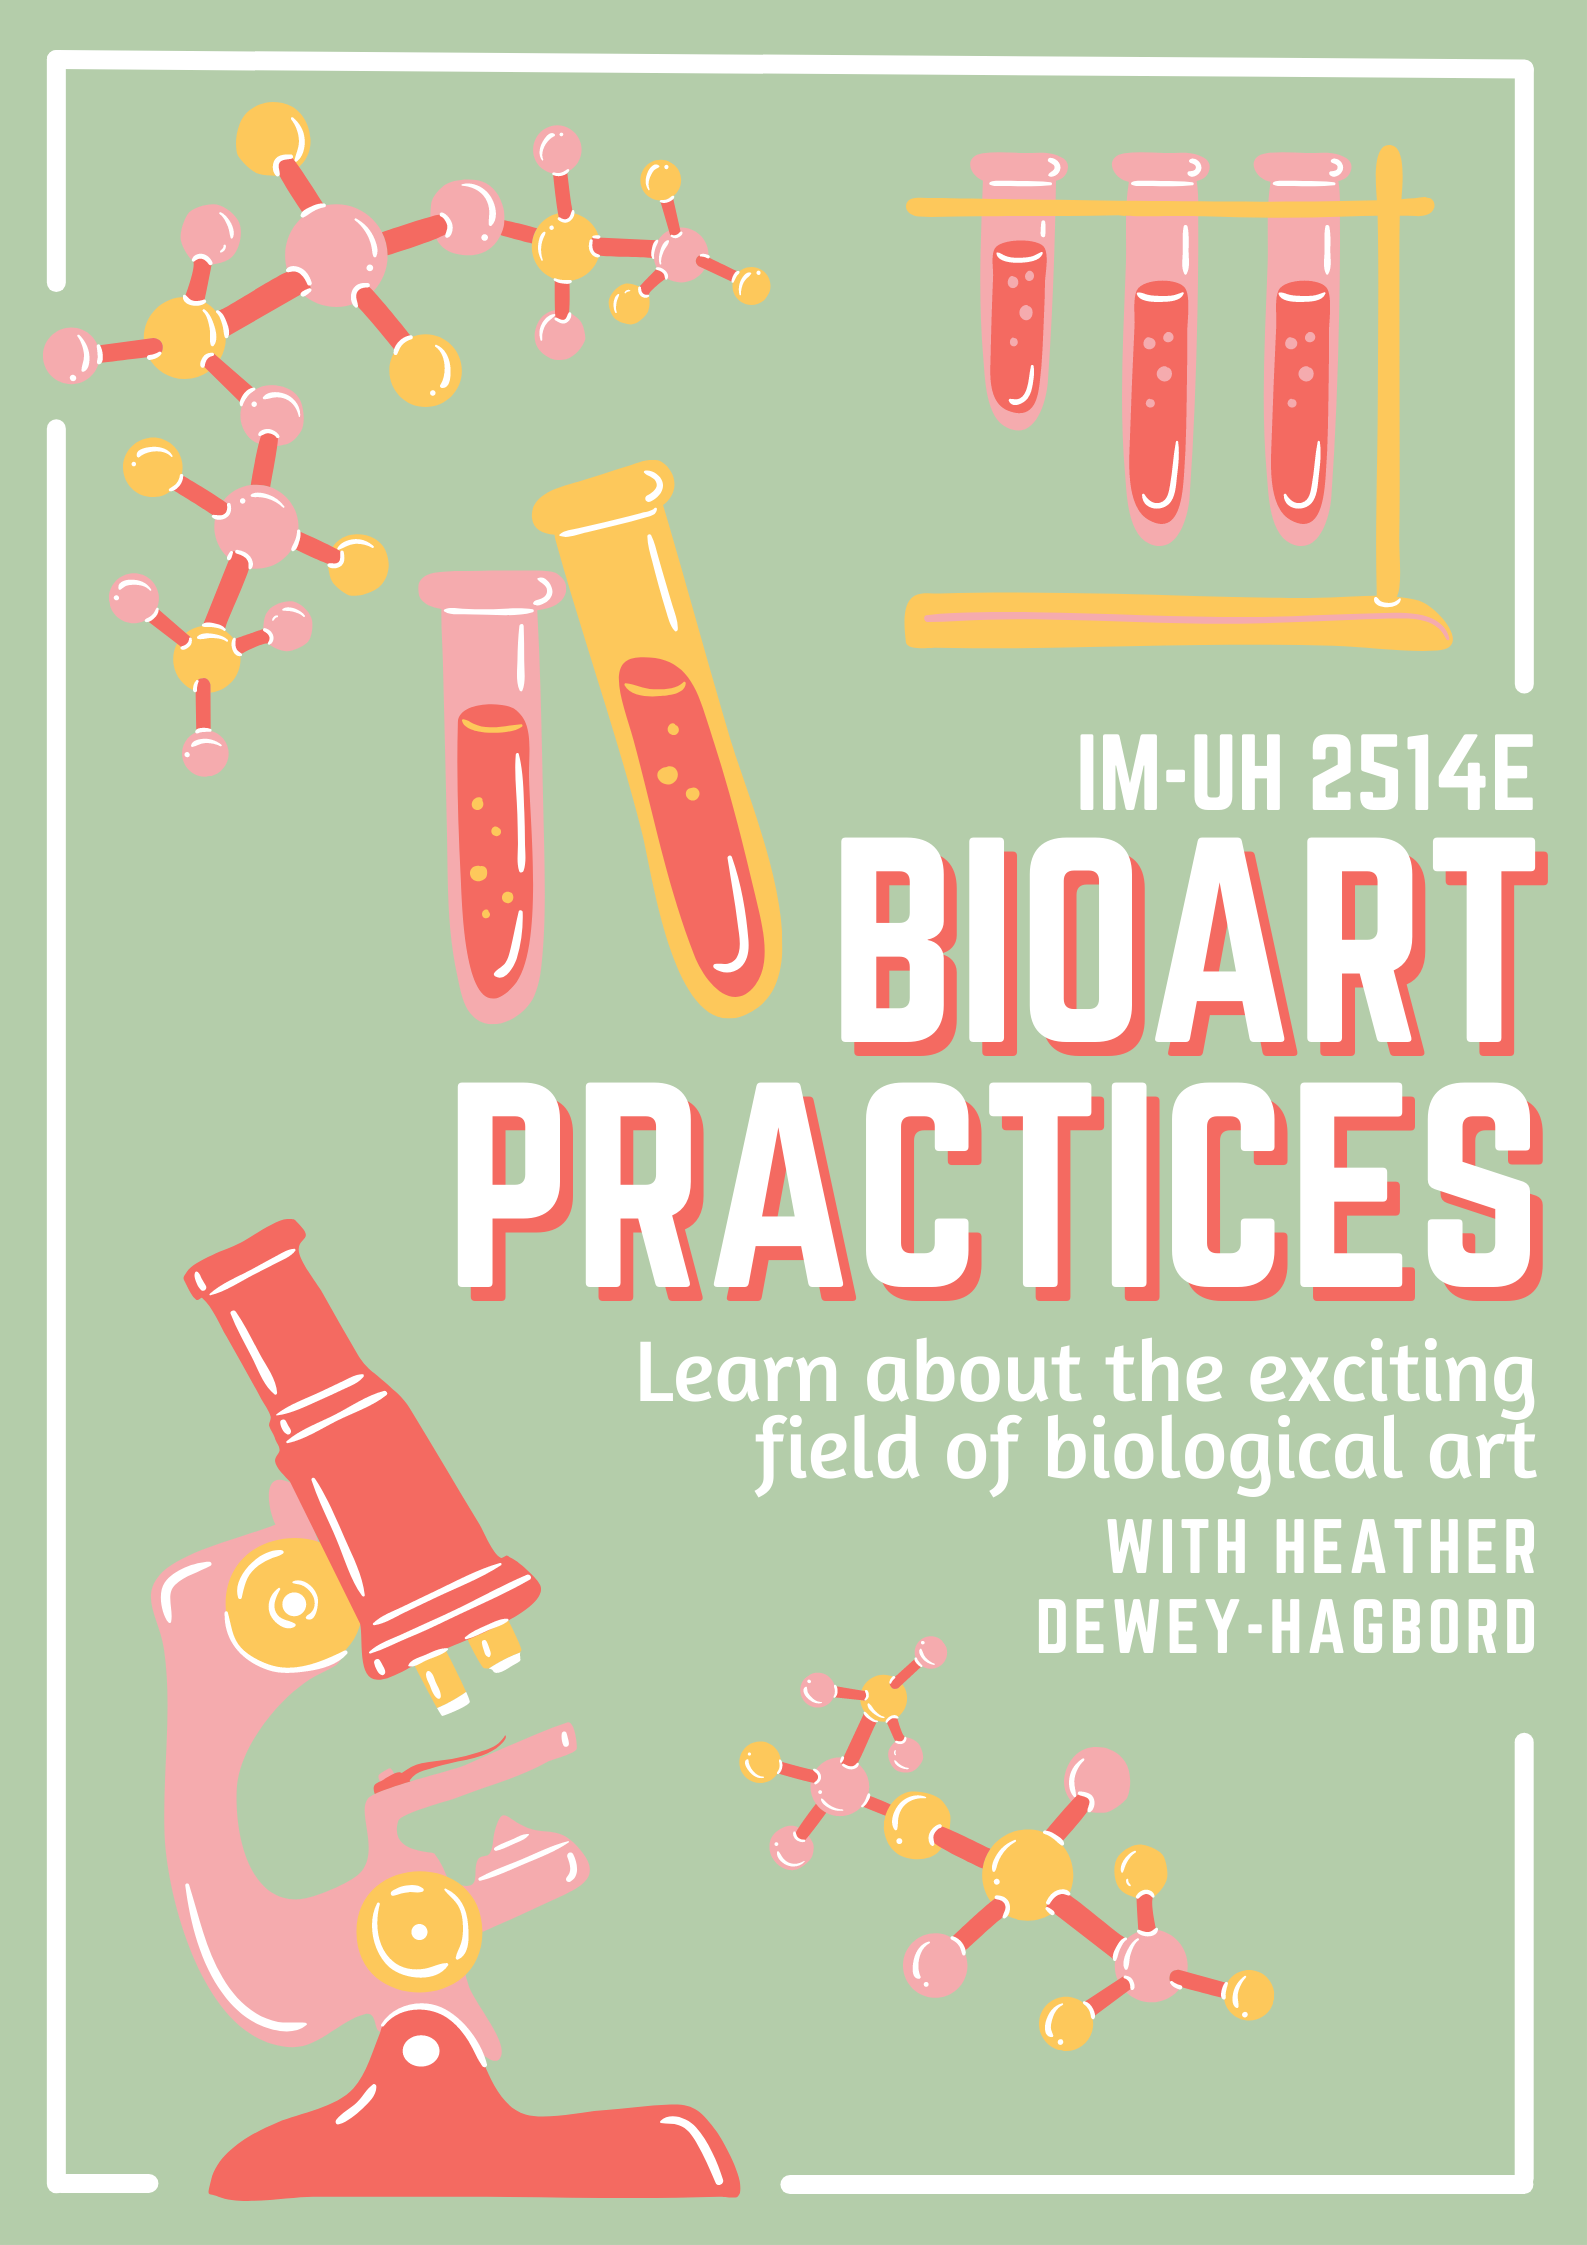 IM-UH 2514E
BIOART
PRACTICES
Learn about the exciting
field of biological art
WITH HEATHER
DEWEY-HAGBORD